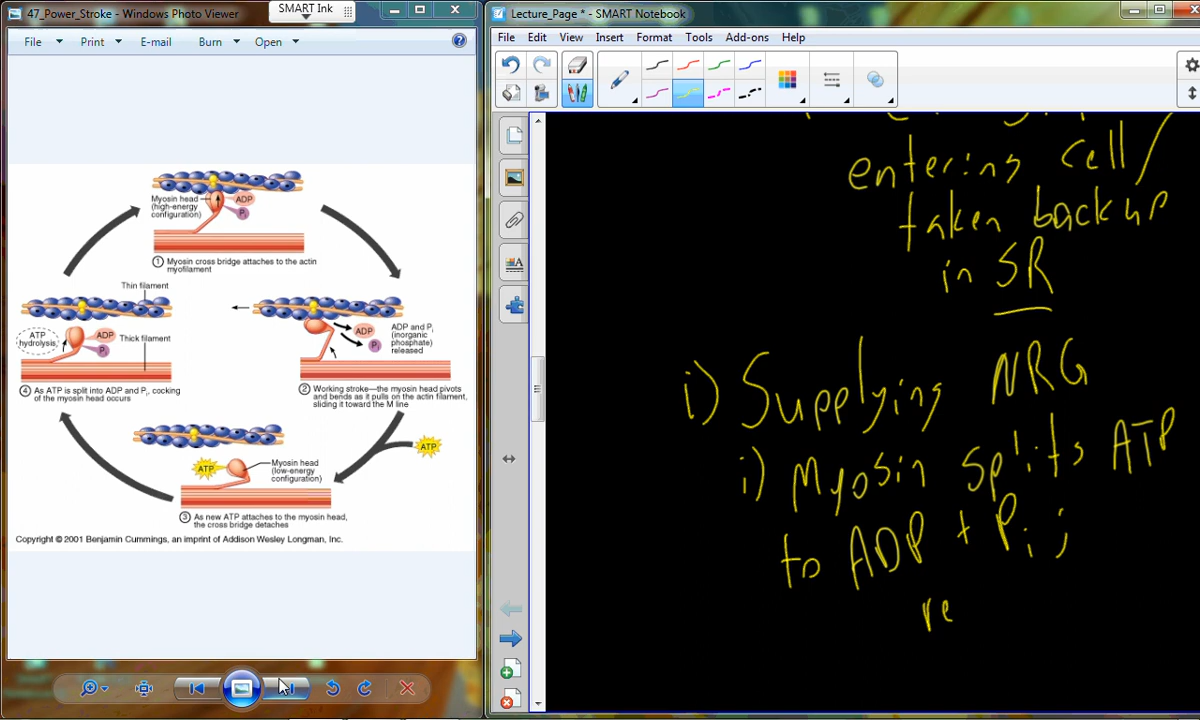 47_Power_Stroke - Windows Photo Viewer
SMART Ink
File Print E-mail Burn Open
Myosin head
(high-energy
configuration)
ADP
Pi
① Myosin cross bridge attaches to the actin
myofilament
Thin filament
ATP
hydrolysis
ADP
Pi
Thick filament
④ As ATP is split into ADP and Pi, cocking
of the myosin head occurs
ADP
Pi
ADP and Pi
(inorganic
phosphate)
released
② Working stroke—the myosin head pivots
and bends as it pulls on the actin filament,
sliding it toward the M line
ATP
ATP
Myosin head
(low-energy
configuration)
③ As new ATP attaches to the myosin head,
the cross bridge detaches
Copyright © 2001 Benjamin Cummings, an imprint of Addison Wesley Longman, Inc.
Lecture_Page * - SMART Notebook
File Edit View Insert Format Tools Add-ons Help
entering cell/
taken backup
in SR
i) Supplying NRG
i) Myosin splits ATP
to ADP + Pi ;
re